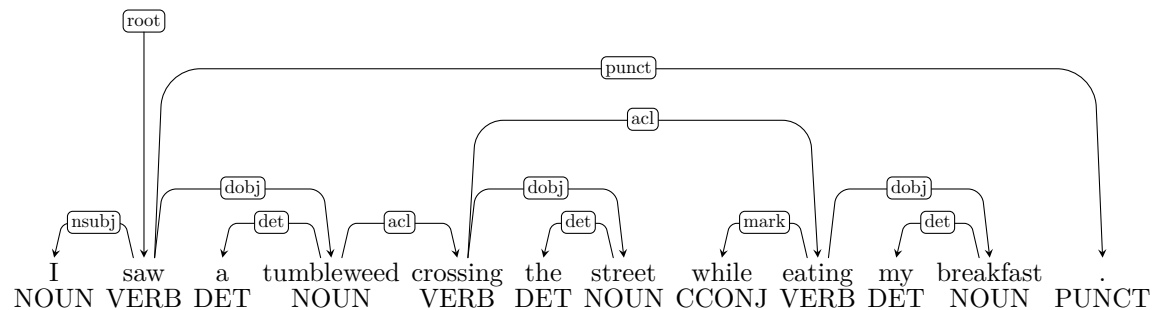 root
punct
acl
dobj dobj dobj
nsubj det acl det mark det
I saw a tumbleweed crossing the street while eating my breakfast .
NOUN VERB DET NOUN VERB DET NOUN CCONJ VERB DET NOUN PUNCT